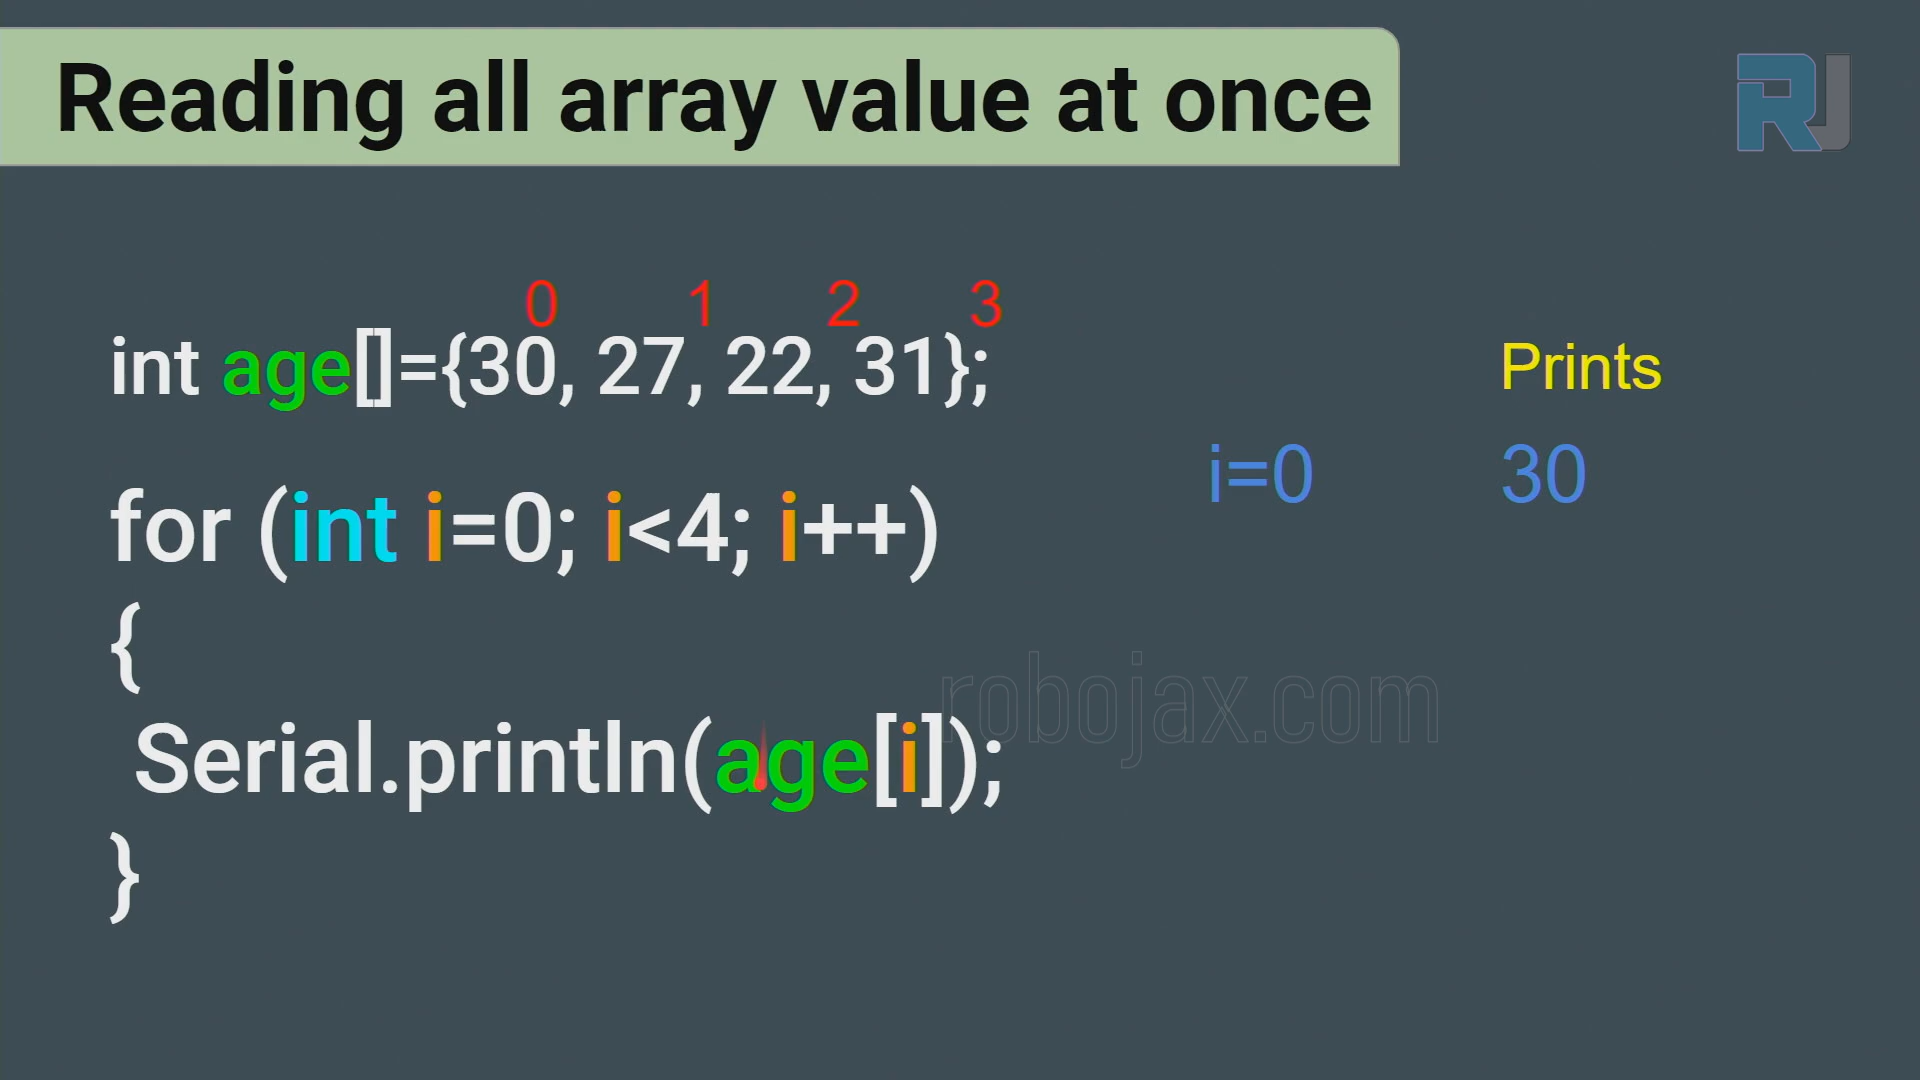 Reading all array value at once
RJ
0 1 2 3
int age[]={30, 27, 22, 31};
Prints
i=0 30
for (int i=0; i<4; i++)
{
robojax.com
Serial.println(age[i]);
}